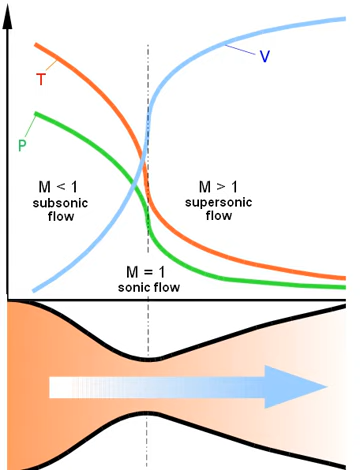 T
V
P
M < 1
subsonic
flow
M > 1
supersonic
flow
M = 1
sonic flow